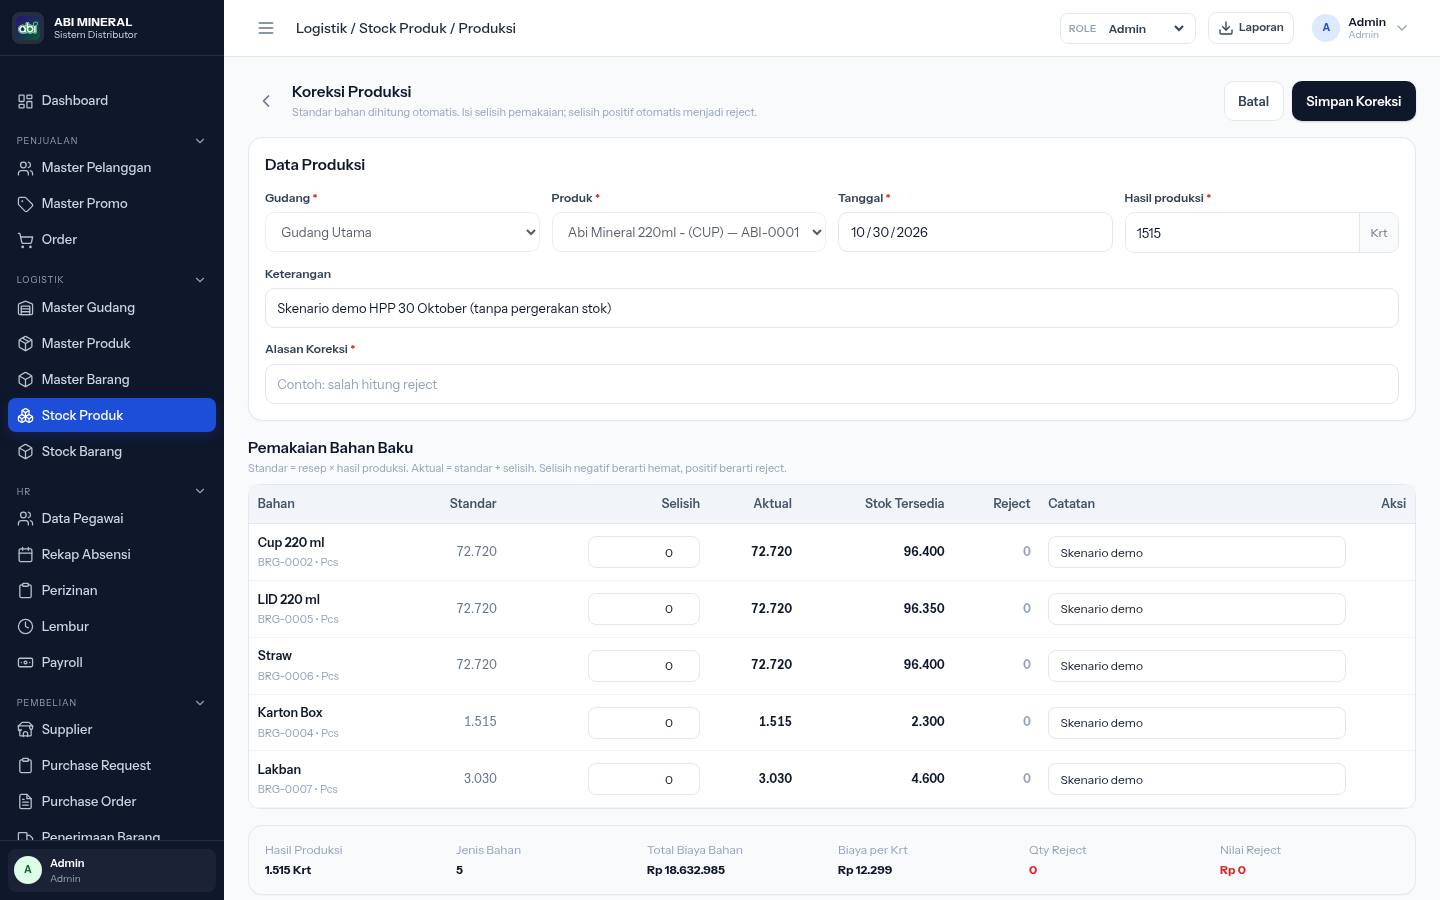 abi
ABI MINERAL
Sistem Distributor
Dashboard
PENJUALAN
Master Pelanggan
Master Promo
Order
LOGISTIK
Master Gudang
Master Produk
Master Barang
Stock Produk
Stock Barang
HR
Data Pegawai
Rekap Absensi
Perizinan
Lembur
Payroll
PEMBELIAN
Supplier
Purchase Request
Purchase Order
Penerimaan Barang
A
Admin
Admin
Logistik / Stock Produk / Produksi
ROLE Admin
Laporan
A
Admin
Admin
Koreksi Produksi
Standar bahan dihitung otomatis. Isi selisih pemakaian; selisih positif otomatis menjadi reject.
Batal
Simpan Koreksi
Data Produksi
Gudang * Produk * Tanggal * Hasil produksi *
Gudang Utama Abi Mineral 220ml - (CUP) — ABI-0001 10/30/2026 1515 Krt
Keterangan
Skenario demo HPP 30 Oktober (tanpa pergerakan stok)
Alasan Koreksi *
Contoh: salah hitung reject
Pemakaian Bahan Baku
Standar = resep × hasil produksi. Aktual = standar + selisih. Selisih negatif berarti hemat, positif berarti reject.
Bahan Standar Selisih Aktual Stok Tersedia Reject Catatan Aksi
Cup 220 ml 72.720 0 72.720 96.400 0 Skenario demo
BRG-0002 • Pcs
LID 220 ml 72.720 0 72.720 96.350 0 Skenario demo
BRG-0005 • Pcs
Straw 72.720 0 72.720 96.400 0 Skenario demo
BRG-0006 • Pcs
Karton Box 1.515 0 1.515 2.300 0 Skenario demo
BRG-0004 • Pcs
Lakban 3.030 0 3.030 4.600 0 Skenario demo
BRG-0007 • Pcs
Hasil Produksi Jenis Bahan Total Biaya Bahan Biaya per Krt Qty Reject Nilai Reject
1.515 Krt 5 Rp 18.632.985 Rp 12.299 0 Rp 0